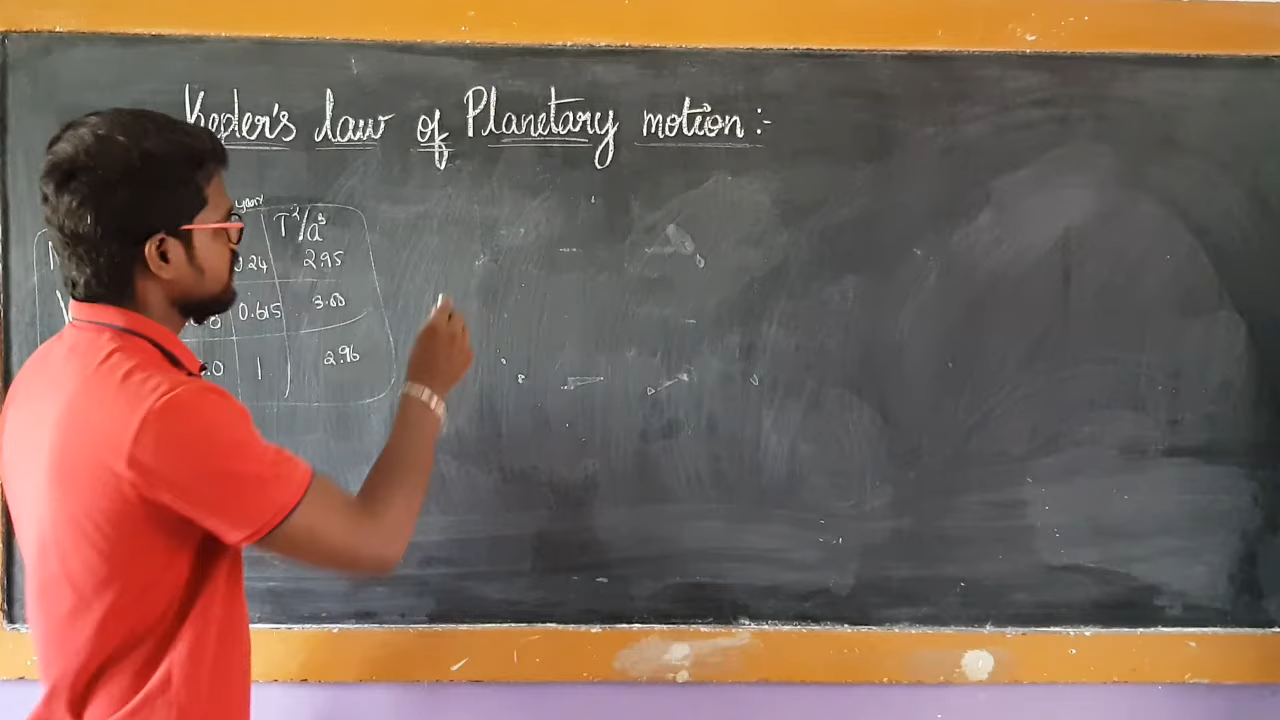 Kepler's law of Planetary motion :-
year T²/a³
0.24 2.95
0.615 3.00
1 2.96